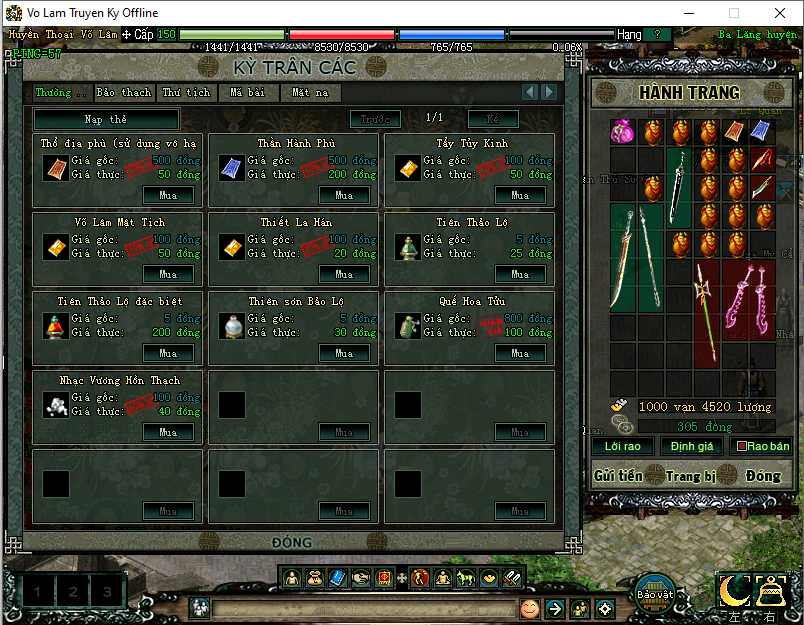 Vo Lam Truyen Ky Offline
Huyền Thoại Võ Lâm Cấp 150 Hạng ? Ba Lăng huyện
1441/1441 8530/8530 765/765 0.06%
PING-57
KỲ TRÂN CÁC
Thường .. Bảo thạch Thư tịch Mã bài Mặt nạ
Nạp thẻ Trước 1/1 Kế
Thổ địa phù (sử dụng vô hạ
Giá gốc: 500 đồng
Giá thực: 50 đồng
Mua
Thần Hành Phù
Giá gốc: 500 đồng
Giá thực: 200 đồng
Mua
Tẩy Tủy Kinh
Giá gốc: 100 đồng
Giá thực: 50 đồng
Mua
Võ Lâm Mật Tịch
Giá gốc: 100 đồng
Giá thực: 50 đồng
Mua
Thiết La Hán
Giá gốc: 100 đồng
Giá thực: 20 đồng
Mua
Tiên Thảo Lộ
Giá gốc: 5 đồng
Giá thực: 25 đồng
Mua
Tiên Thảo Lộ đặc biệt
Giá gốc: 5 đồng
Giá thực: 200 đồng
Mua
Thiên sơn Bảo Lộ
Giá gốc: 5 đồng
Giá thực: 30 đồng
Mua
Quế Hoa Tửu
Giá gốc: 800 đồng
Giá thực: 100 đồng
GIẢM GIÁ
Mua
Nhạc Vương Hồn Thạch
Giá gốc: 100 đồng
Giá thực: 40 đồng
Mua
Mua
Mua
Mua
Mua
Mua
ĐÓNG
HÀNH TRANG
1000 vạn 4520 lượng
305 đồng
Lời rao Định giá Rao bán
Gửi tiền Trang bị Đóng
1 2 3
Bảo vật
左 右